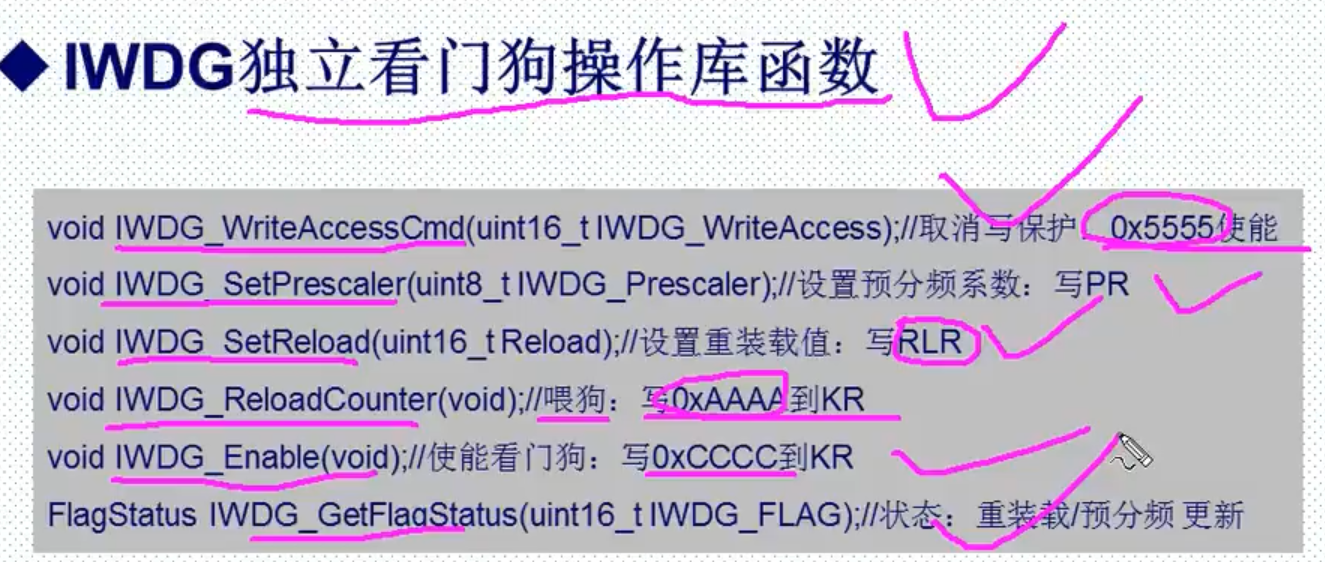 ◆ IWDG独立看门狗操作库函数
void IWDG_WriteAccessCmd(uint16_t IWDG_WriteAccess);//取消写保护：0x5555使能
void IWDG_SetPrescaler(uint8_t IWDG_Prescaler);//设置预分频系数：写PR
void IWDG_SetReload(uint16_t Reload);//设置重装载值：写RLR
void IWDG_ReloadCounter(void);//喂狗：写0xAAAA到KR
void IWDG_Enable(void);//使能看门狗：写0xCCCC到KR
FlagStatus IWDG_GetFlagStatus(uint16_t IWDG_FLAG);//状态：重装载/预分频 更新